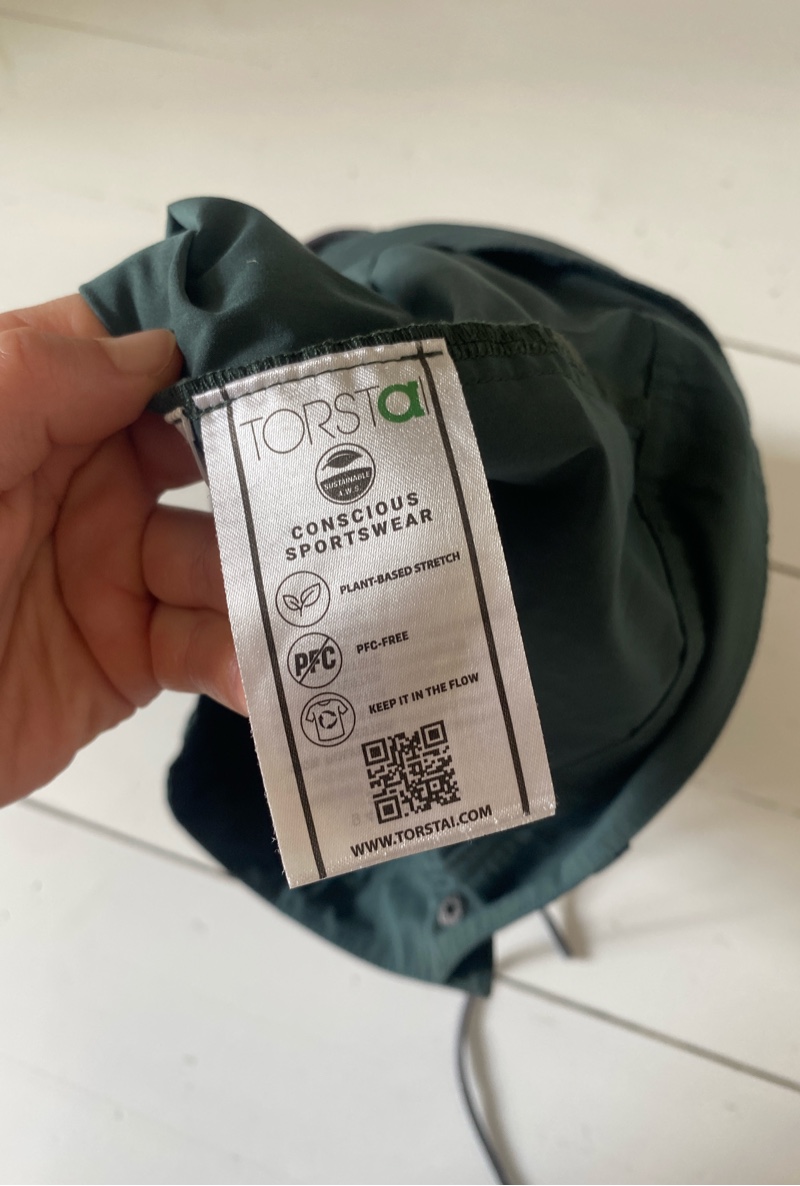 TORSTAI
SUSTAINABLE
A.W.S.
CONSCIOUS
SPORTSWEAR
PLANT-BASED STRETCH
PFC
PFC-FREE
KEEP IT IN THE FLOW
WWW.TORSTAI.COM